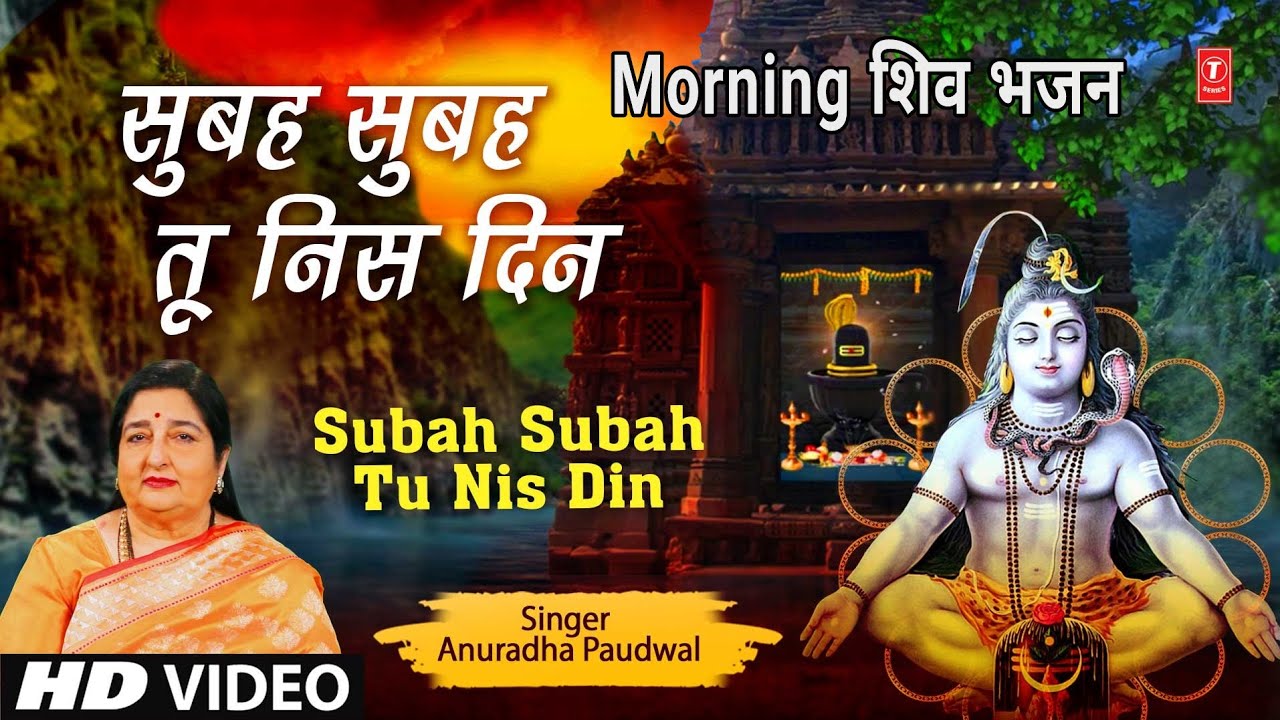 Morning शिव भजन
T
SERIES
सुबह सुबह
तू निस दिन
Subah Subah
Tu Nis Din
Singer
Anuradha Paudwal
HD VIDEO